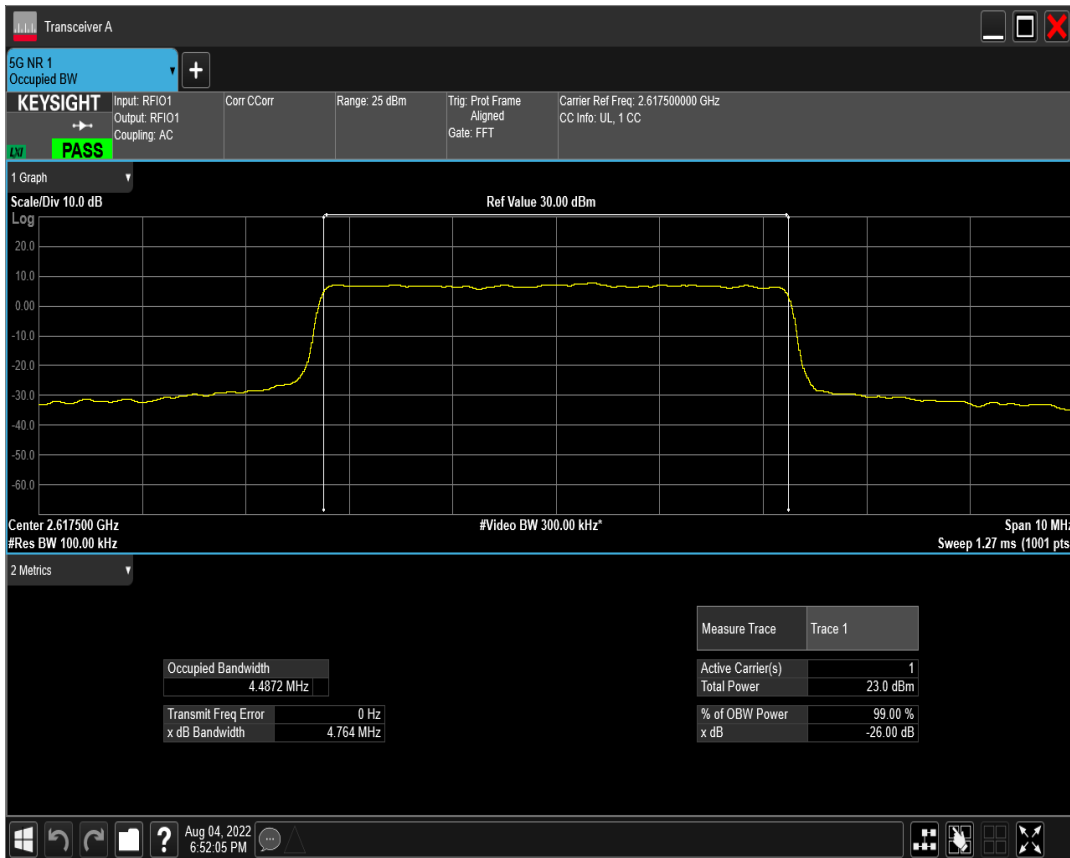 Transceiver A
5G NR 1
Occupied BW
+
KEYSIGHT
LXI
PASS
Input: RFIO1
Output: RFIO1
Coupling: AC
Corr CCorr
Range: 25 dBm
Trig: Prot Frame
Aligned
Gate: FFT
Carrier Ref Freq: 2.617500000 GHz
CC Info: UL, 1 CC
1 Graph
Scale/Div 10.0 dB
Ref Value 30.00 dBm
Log
20.0
10.0
0.00
-10.0
-20.0
-30.0
-40.0
-50.0
-60.0
Center 2.617500 GHz
#Video BW 300.00 kHz*
Span 10 MHz
#Res BW 100.00 kHz
Sweep 1.27 ms (1001 pts
2 Metrics
Measure Trace Trace 1
Occupied Bandwidth
4.4872 MHz
Active Carrier(s) 1
Total Power 23.0 dBm
Transmit Freq Error 0 Hz
x dB Bandwidth 4.764 MHz
% of OBW Power 99.00 %
x dB -26.00 dB
?
Aug 04, 2022
6:52:05 PM